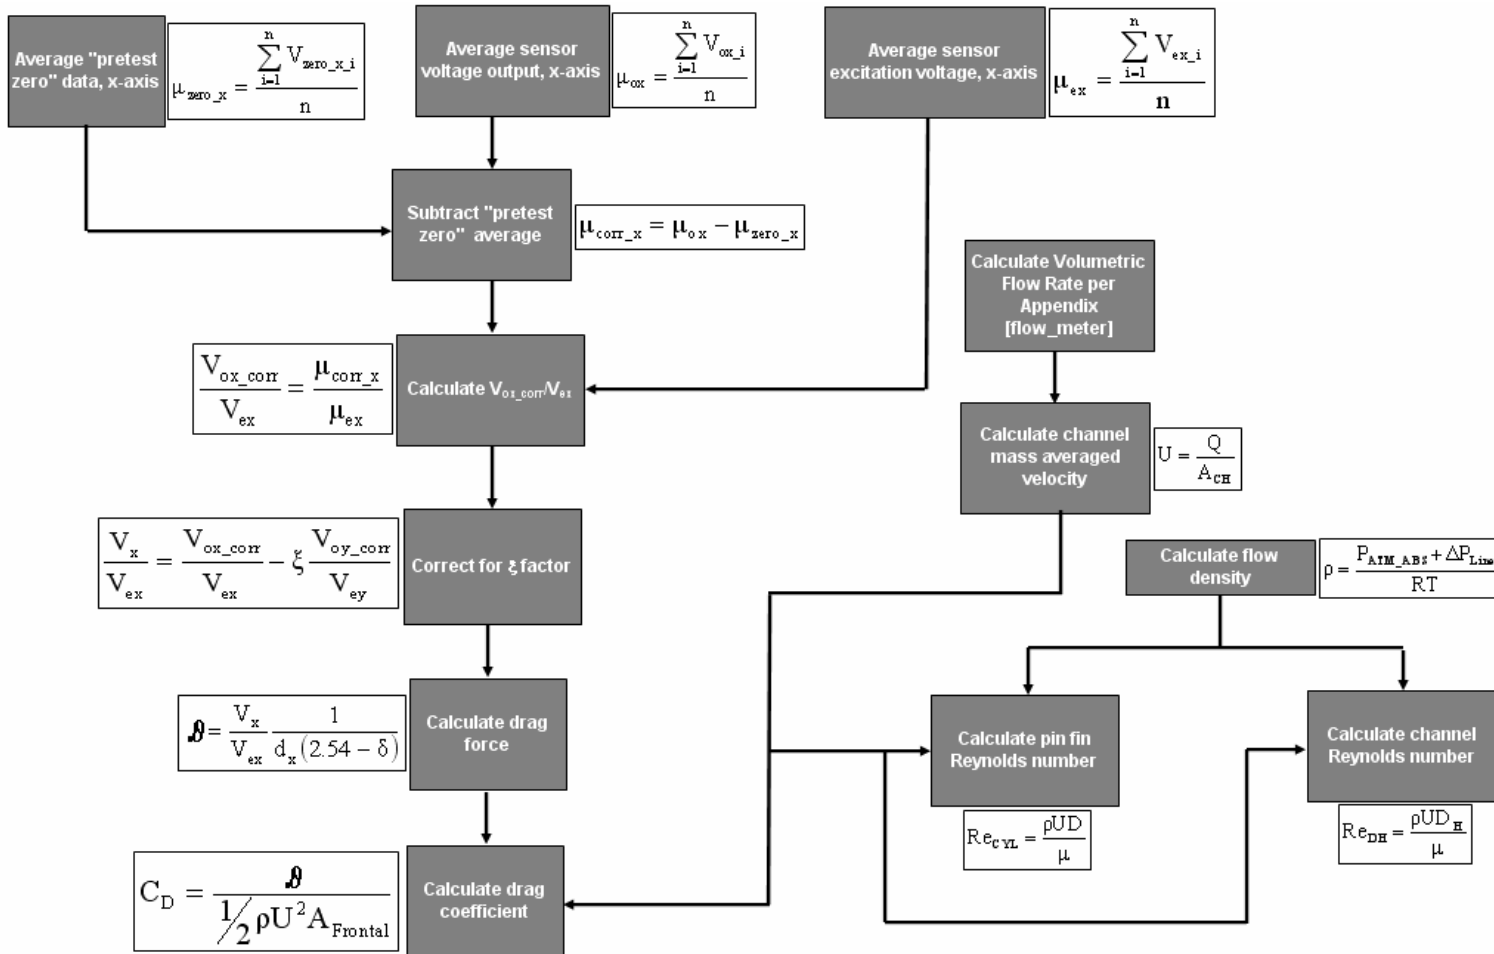 Average "pretest
zero" data, x-axis
μ_zero_x = ∑_{i=1}^{n} V_zero_x_i / n
Average sensor
voltage output, x-axis
μ_ox = ∑_{i=1}^{n} V_ox_i / n
Average sensor
excitation voltage, x-axis
μ_ex = ∑_{i=1}^{n} V_ex_i / n
Subtract "pretest
zero" average
μ_corr_x = μ_ox − μ_zero_x
Calculate Volumetric
Flow Rate per
Appendix
[flow_meter]
V_ox_corr / V_ex = μ_corr_x / μ_ex
Calculate V_ox_corr/V_ex
Calculate channel
mass averaged
velocity
U = Q / A_CH
V_x / V_ex = V_ox_corr / V_ex − ξ V_oy_corr / V_ey
Correct for ξ factor
Calculate flow
density
ρ = P_ATM_ABS + ΔP_Line / RT
= V_x / V_ex 1 / d_x (2.54 − δ)
Calculate drag
force
Calculate pin fin
Reynolds number
Re_CYL = ρUD / μ
Calculate channel
Reynolds number
Re_DH = ρUD_H / μ
C_D = / 1/2 ρU² A_Frontal
Calculate drag
coefficient